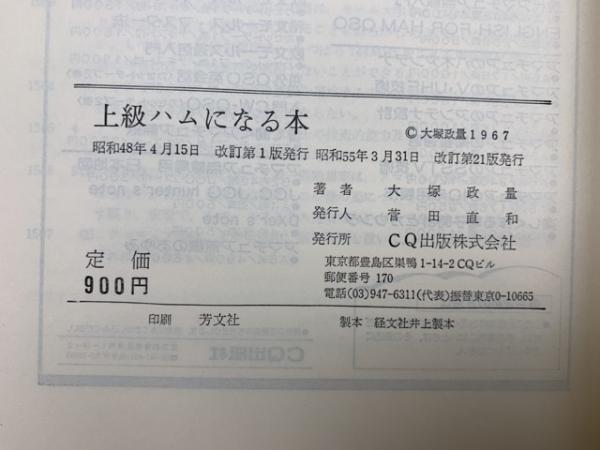 上級ハムになる本
©大塚政量1967
昭和48年4月15日 改訂第1版発行 昭和55年3月31日 改訂第21版発行
著者 大塚政量
発行人 菅田直和
発行所 CQ出版株式会社
東京都豊島区巣鴨1-14-2CQビル
郵便番号 170
電話(03)947-6311(代表)振替東京0-10665
定価
900円
印刷 芳文社
製本 経文社井上製本